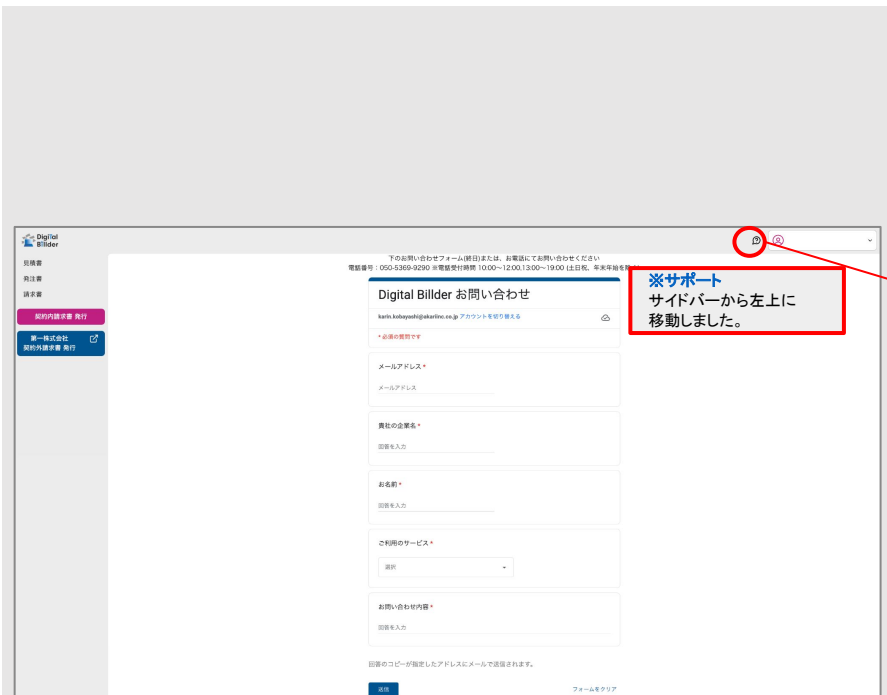 Digital
Billder
見積書
発注書
請求書
契約内請求書 発行
第一株式会社
契約外請求書 発行
下のお問い合わせフォーム(終日)または、お電話にてお問い合わせください
電話番号：050-5369-9290 ※電話受付時間 10:00〜12:00,13:00〜19:00 (土日祝、年末年始を除
※サポート
サイドバーから左上に
移動しました。
Digital Billder お問い合わせ
karin.kobayashi@akariinc.co.jp アカウントを切り替える
* 必須の質問です
メールアドレス *
メールアドレス
貴社の企業名 *
回答を入力
お名前 *
回答を入力
ご利用のサービス *
選択
お問い合わせ内容 *
回答を入力
回答のコピーが指定したアドレスにメールで送信されます。
送信
フォームをクリア